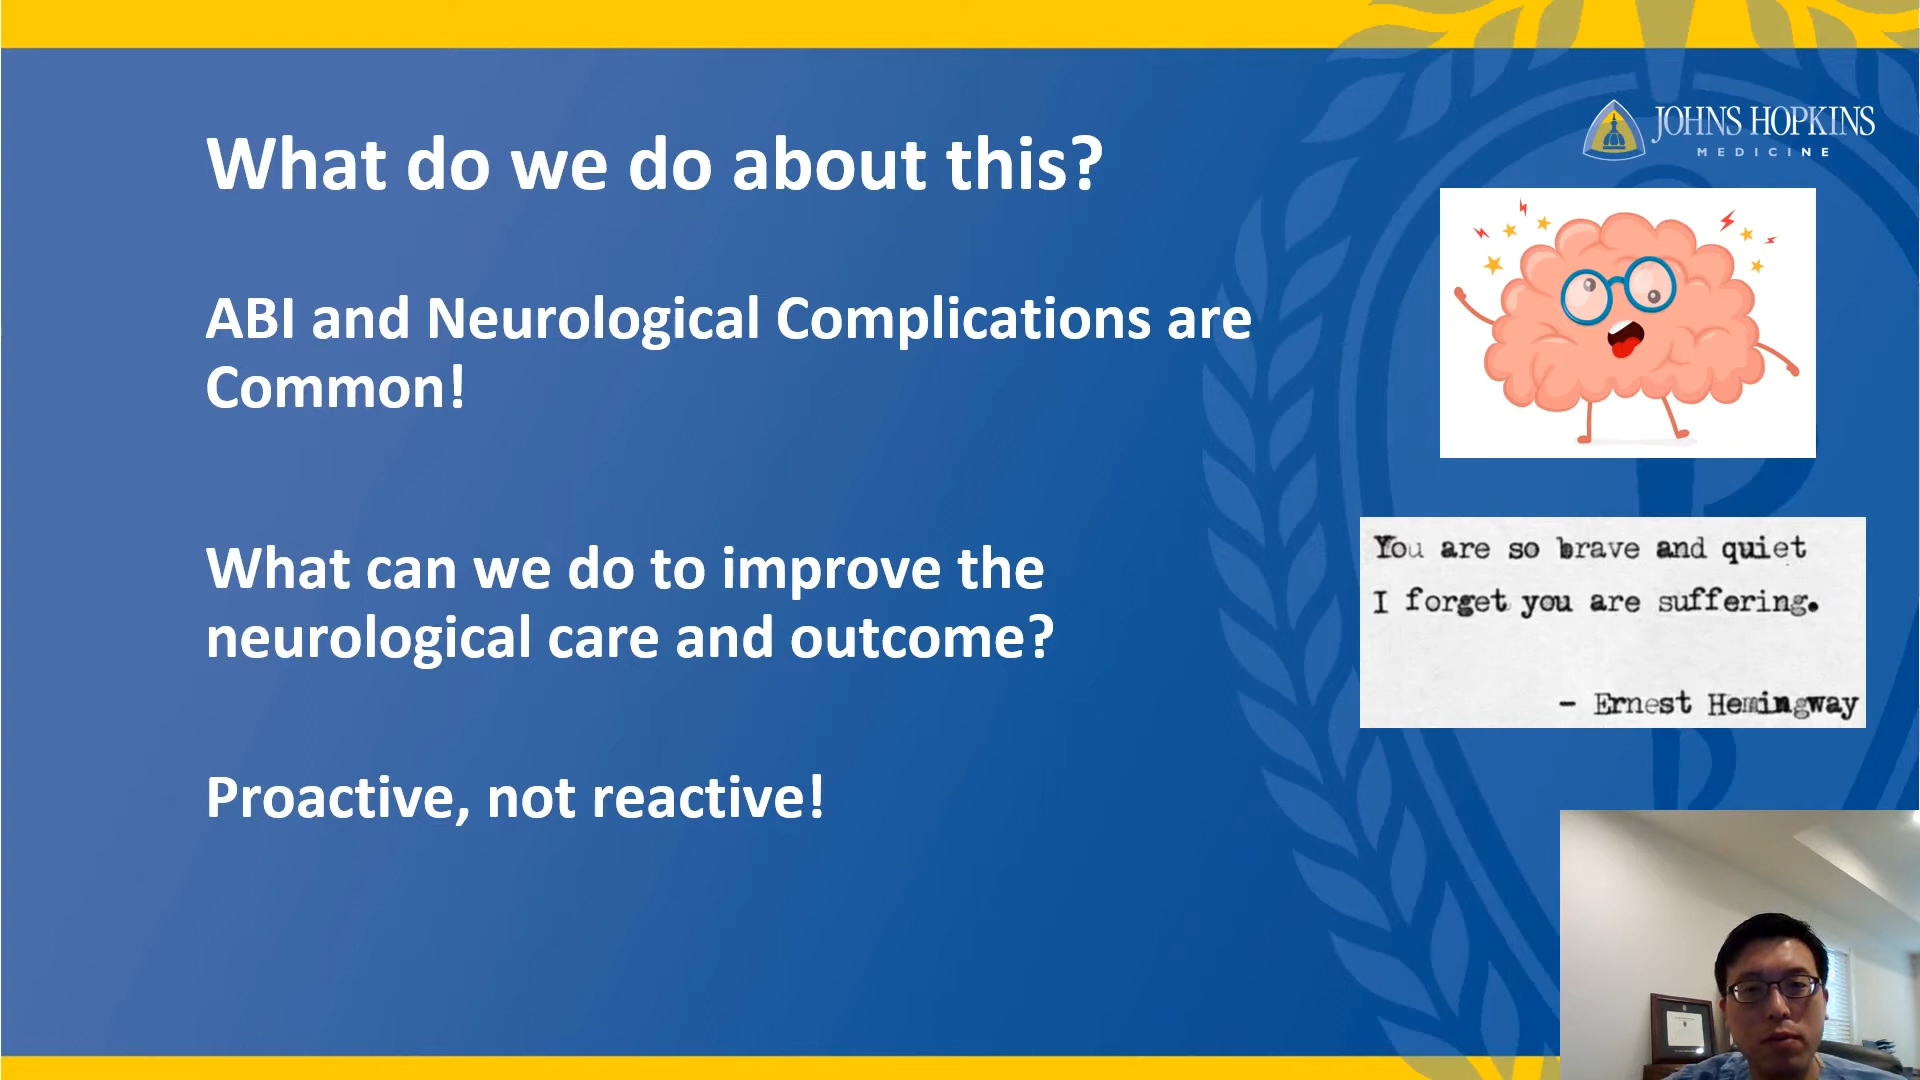 JOHNS HOPKINS
MEDICINE
What do we do about this?
ABI and Neurological Complications are
Common!
What can we do to improve the
neurological care and outcome?
Proactive, not reactive!
You are so brave and quiet
I forget you are suffering.
- Ernest Hemingway